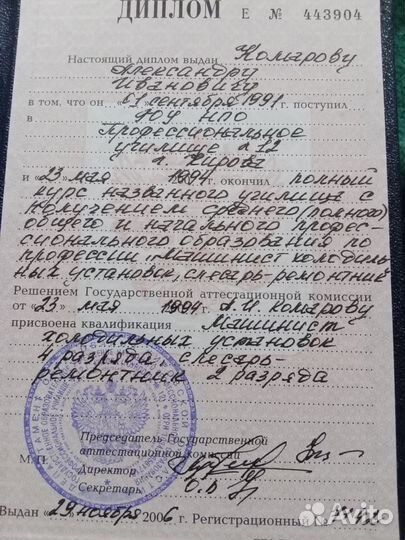 ДИПЛОМ Е № 443904
Настоящий диплом выдан Комарову
Александру
Ивановичу
в том, что он „01" сентября 1991 г. поступил
в ФОУ НПО
Профессиональное
училище №12
г. Кирова
и «23» мая 1994 г. окончил полный
курс названного училища с
получением среднего (полного)
общего и начального профес-
сионального образования по
профессии „Машинист холодиль-
ных установок, слесарь-ремонтник
Решением Государственной аттестационной комиссии
от «23» мая 1994 г. А.И. Комарову
присвоена квалификация Машинист
холодильных установок
4 разряда, слесарь-
ремонтник 2 разряда
Председатель Государственной
аттестационной комиссии
М.П.
Директор
Секретарь
Выдан «29» ноября 2006 г. Регистрационный №
Avito